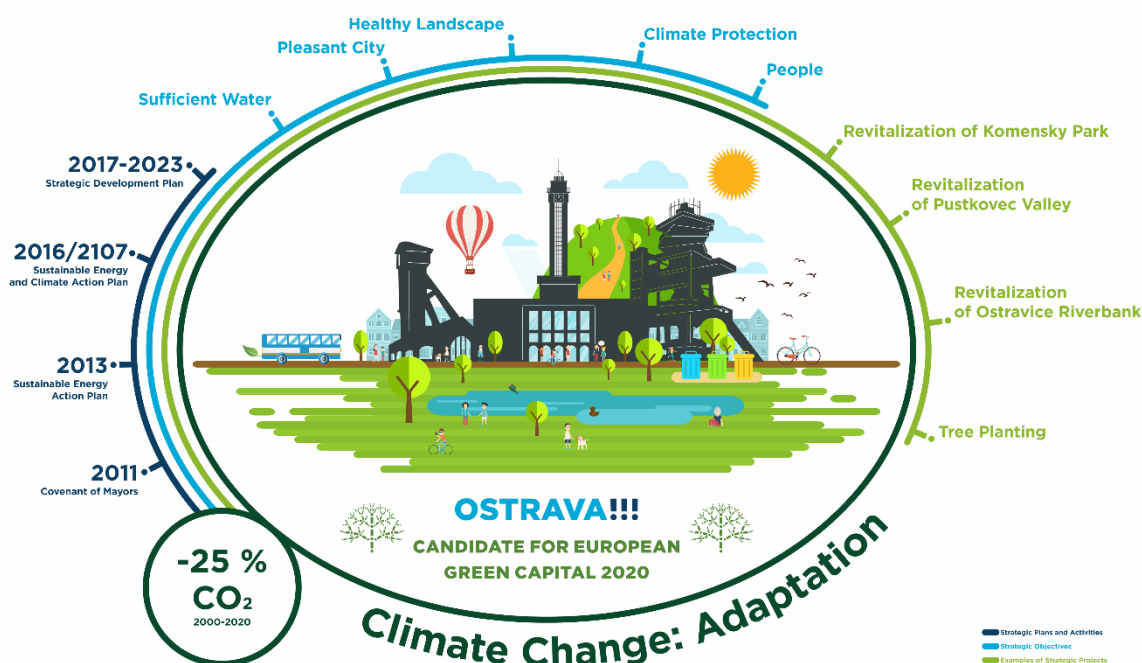 Healthy Landscape
Pleasant City
Climate Protection
People
Sufficient Water
2017-2023
Strategic Development Plan
2016/2107
Sustainable Energy
and Climate Action Plan
2013
Sustainable Energy
Action Plan
2011
Covenant of Mayors
Revitalization of Komensky Park
Revitalization
of Pustkovec Valley
Revitalization
of Ostravice Riverbank
Tree Planting
OSTRAVA!!!
CANDIDATE FOR EUROPEAN
GREEN CAPITAL 2020
-25 %
CO₂
2000-2020
Climate Change: Adaptation
Strategic Plans and Activities
Strategic Objectivec
Examples of Strategic Projects